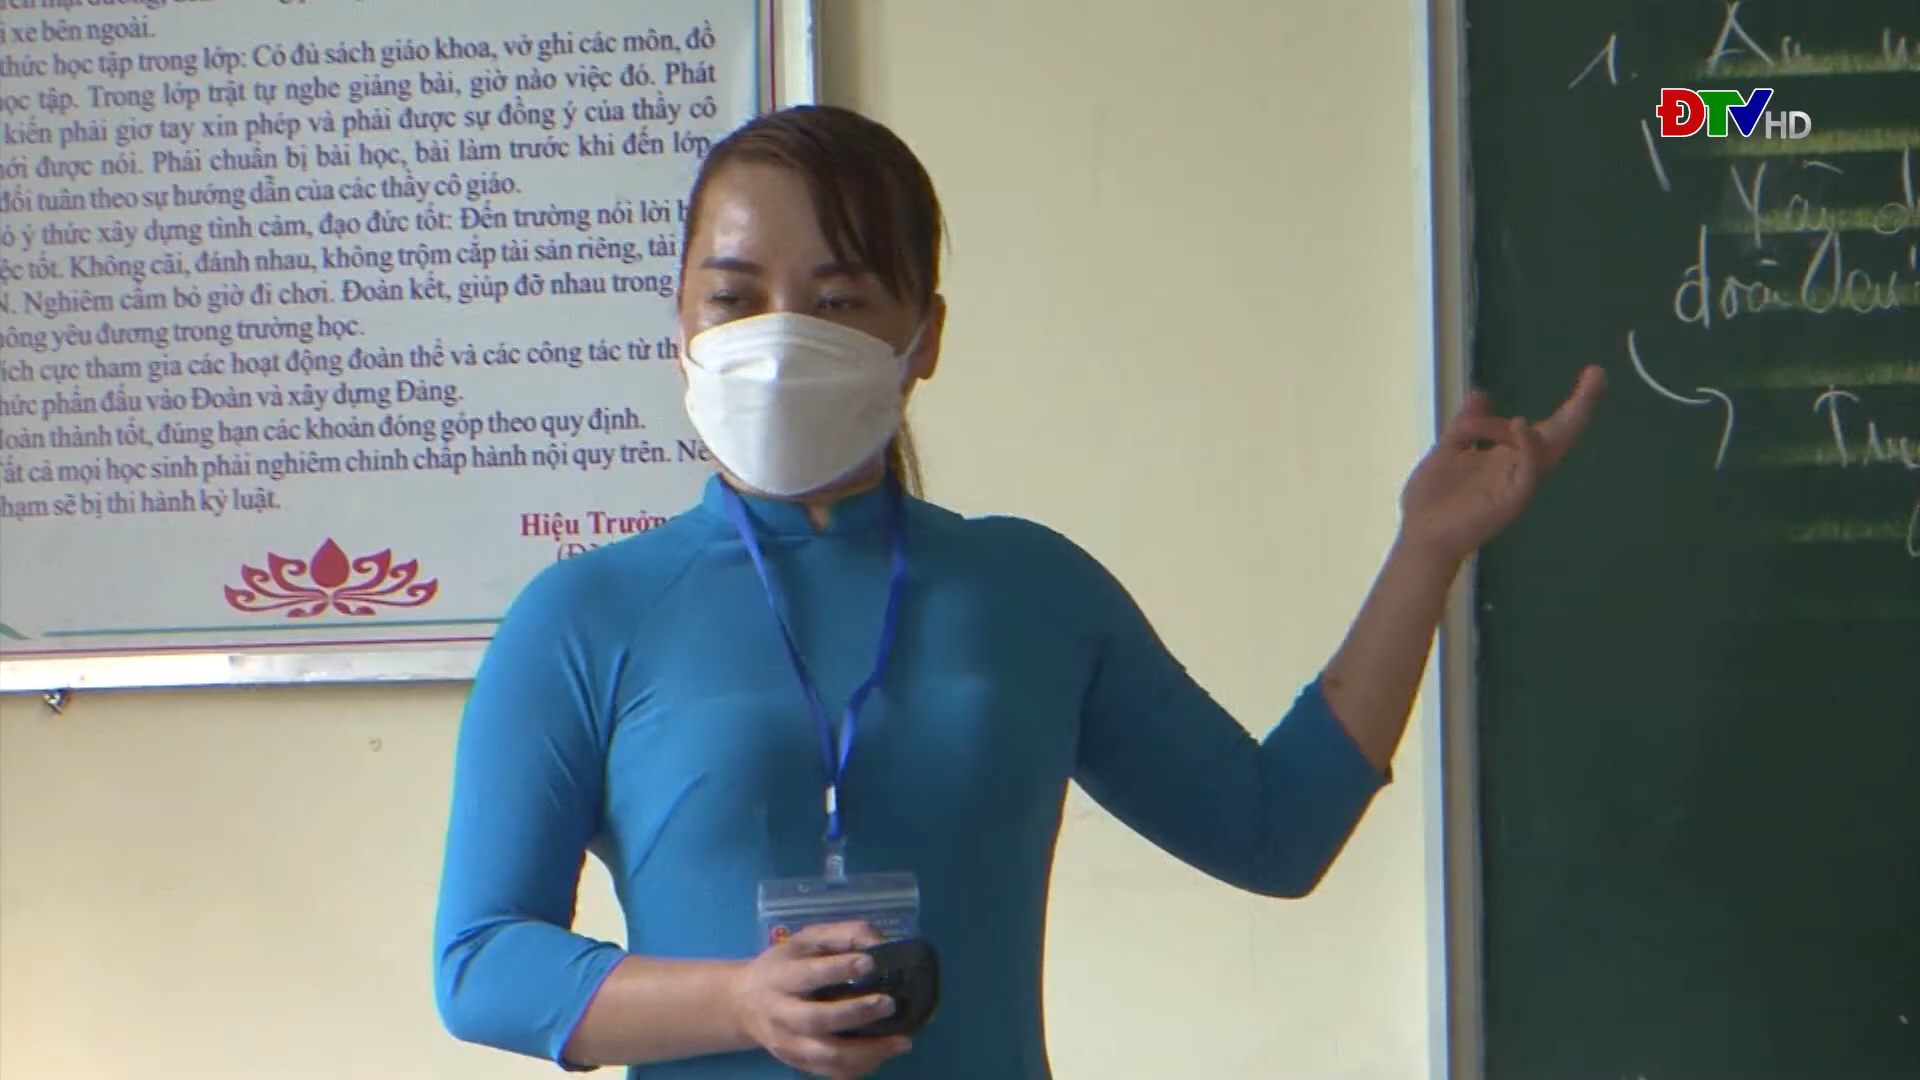 xe bên ngoài.
thức học tập trong lớp: Có đủ sách giáo khoa, vở ghi các môn, đồ
học tập. Trong lớp trật tự nghe giảng bài, giờ nào việc đó. Phát
kiến phải giơ tay xin phép và phải được sự đồng ý của thầy cô
mới được nói. Phải chuẩn bị bài học, bài làm trước khi đến lớp
đối tuân theo sự hướng dẫn của các thầy cô giáo.
ó ý thức xây dựng tình cảm, đạo đức tốt: Đến trường nói lời
ệc tốt. Không cãi, đánh nhau, không trộm cắp tài sản riêng, tài
N. Nghiêm cấm bỏ giờ đi chơi. Đoàn kết, giúp đỡ nhau trong
hông yêu đương trong trường học.
ích cực tham gia các hoạt động đoàn thể và các công tác từ th
hức phấn đấu vào Đoàn và xây dựng Đảng.
Hoàn thành tốt, đúng hạn các khoản đóng góp theo quy định.
ất cả mọi học sinh phải nghiêm chỉnh chấp hành nội quy trên. Nế
phạm sẽ bị thi hành kỷ luật.
Hiệu Trưởn
1.
ĐTV HD